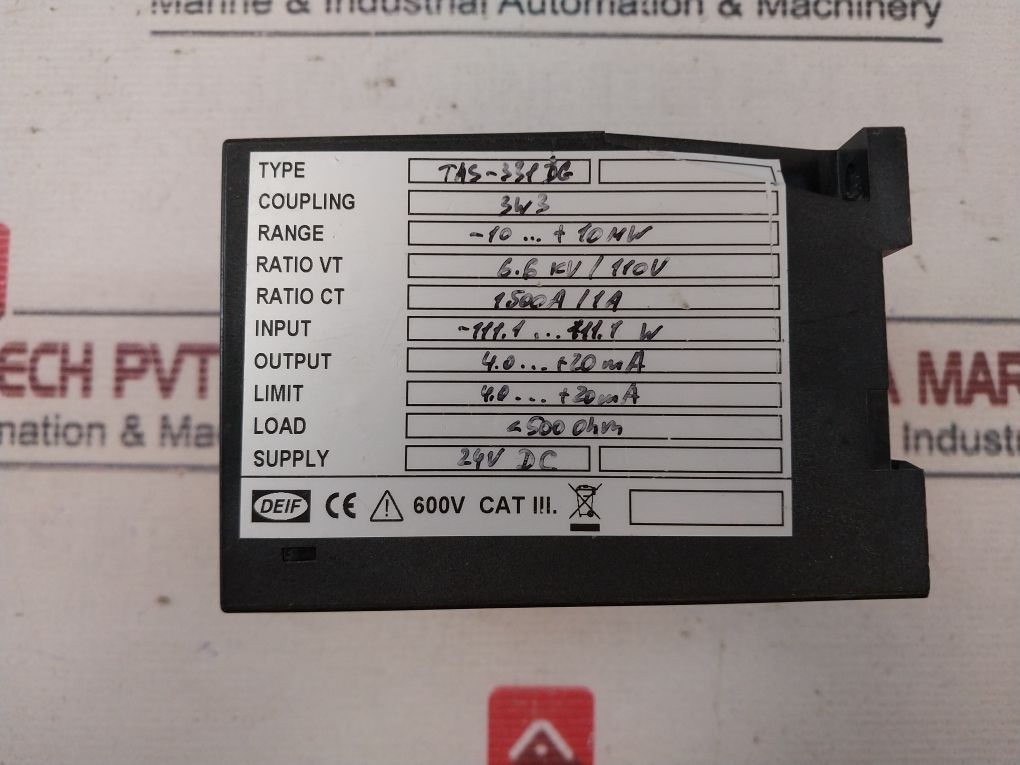 Marine & Industrial Automation & Machinery
TYPE TAS-331DG
COUPLING 3W3
RANGE -10 ... +10MW
RATIO VT 6.6 KV / 110V
RATIO CT 1500A / 1A
INPUT -111.1 ... +111.1 W
OUTPUT 4.0 ... +20mA
LIMIT 4.0 ... +20mA
LOAD <500 Ohm
SUPPLY 24V DC
DEIF CE 600V CAT III.
ECH PVT
A MAR
nation & Ma
Industr